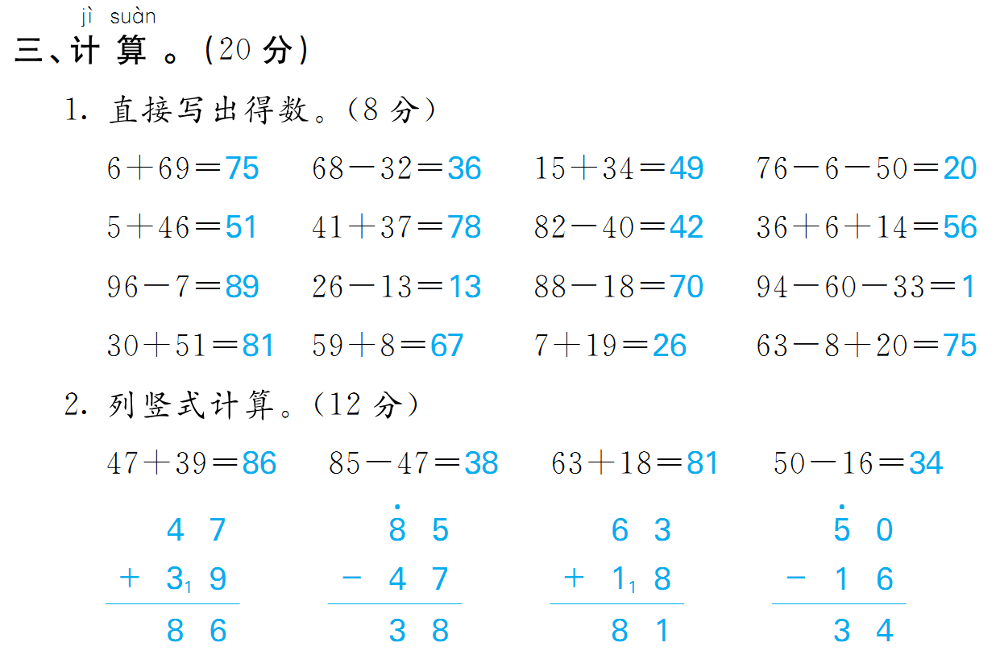 jì suàn
三、计算。(20 分)
1. 直接写出得数。(8 分)
6＋69＝75 68－32＝36 15＋34＝49 76－6－50＝20
5＋46＝51 41＋37＝78 82－40＝42 36＋6＋14＝56
96－7＝89 26－13＝13 88－18＝70 94－60－33＝1
30＋51＝81 59＋8＝67 7＋19＝26 63－8＋20＝75
2. 列竖式计算。(12 分)
47＋39＝86 85－47＝38 63＋18＝81 50－16＝34
4 7 8 5 6 3 5 0
＋ 3 1 9 － 4 7 ＋ 1 1 8 － 1 6
8 6 3 8 8 1 3 4